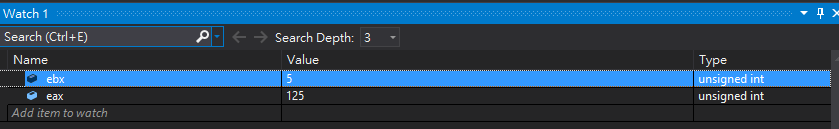 Watch 1
Search (Ctrl+E) Search Depth: 3
Name Value Type
ebx 5 unsigned int
eax 125 unsigned int
Add item to watch